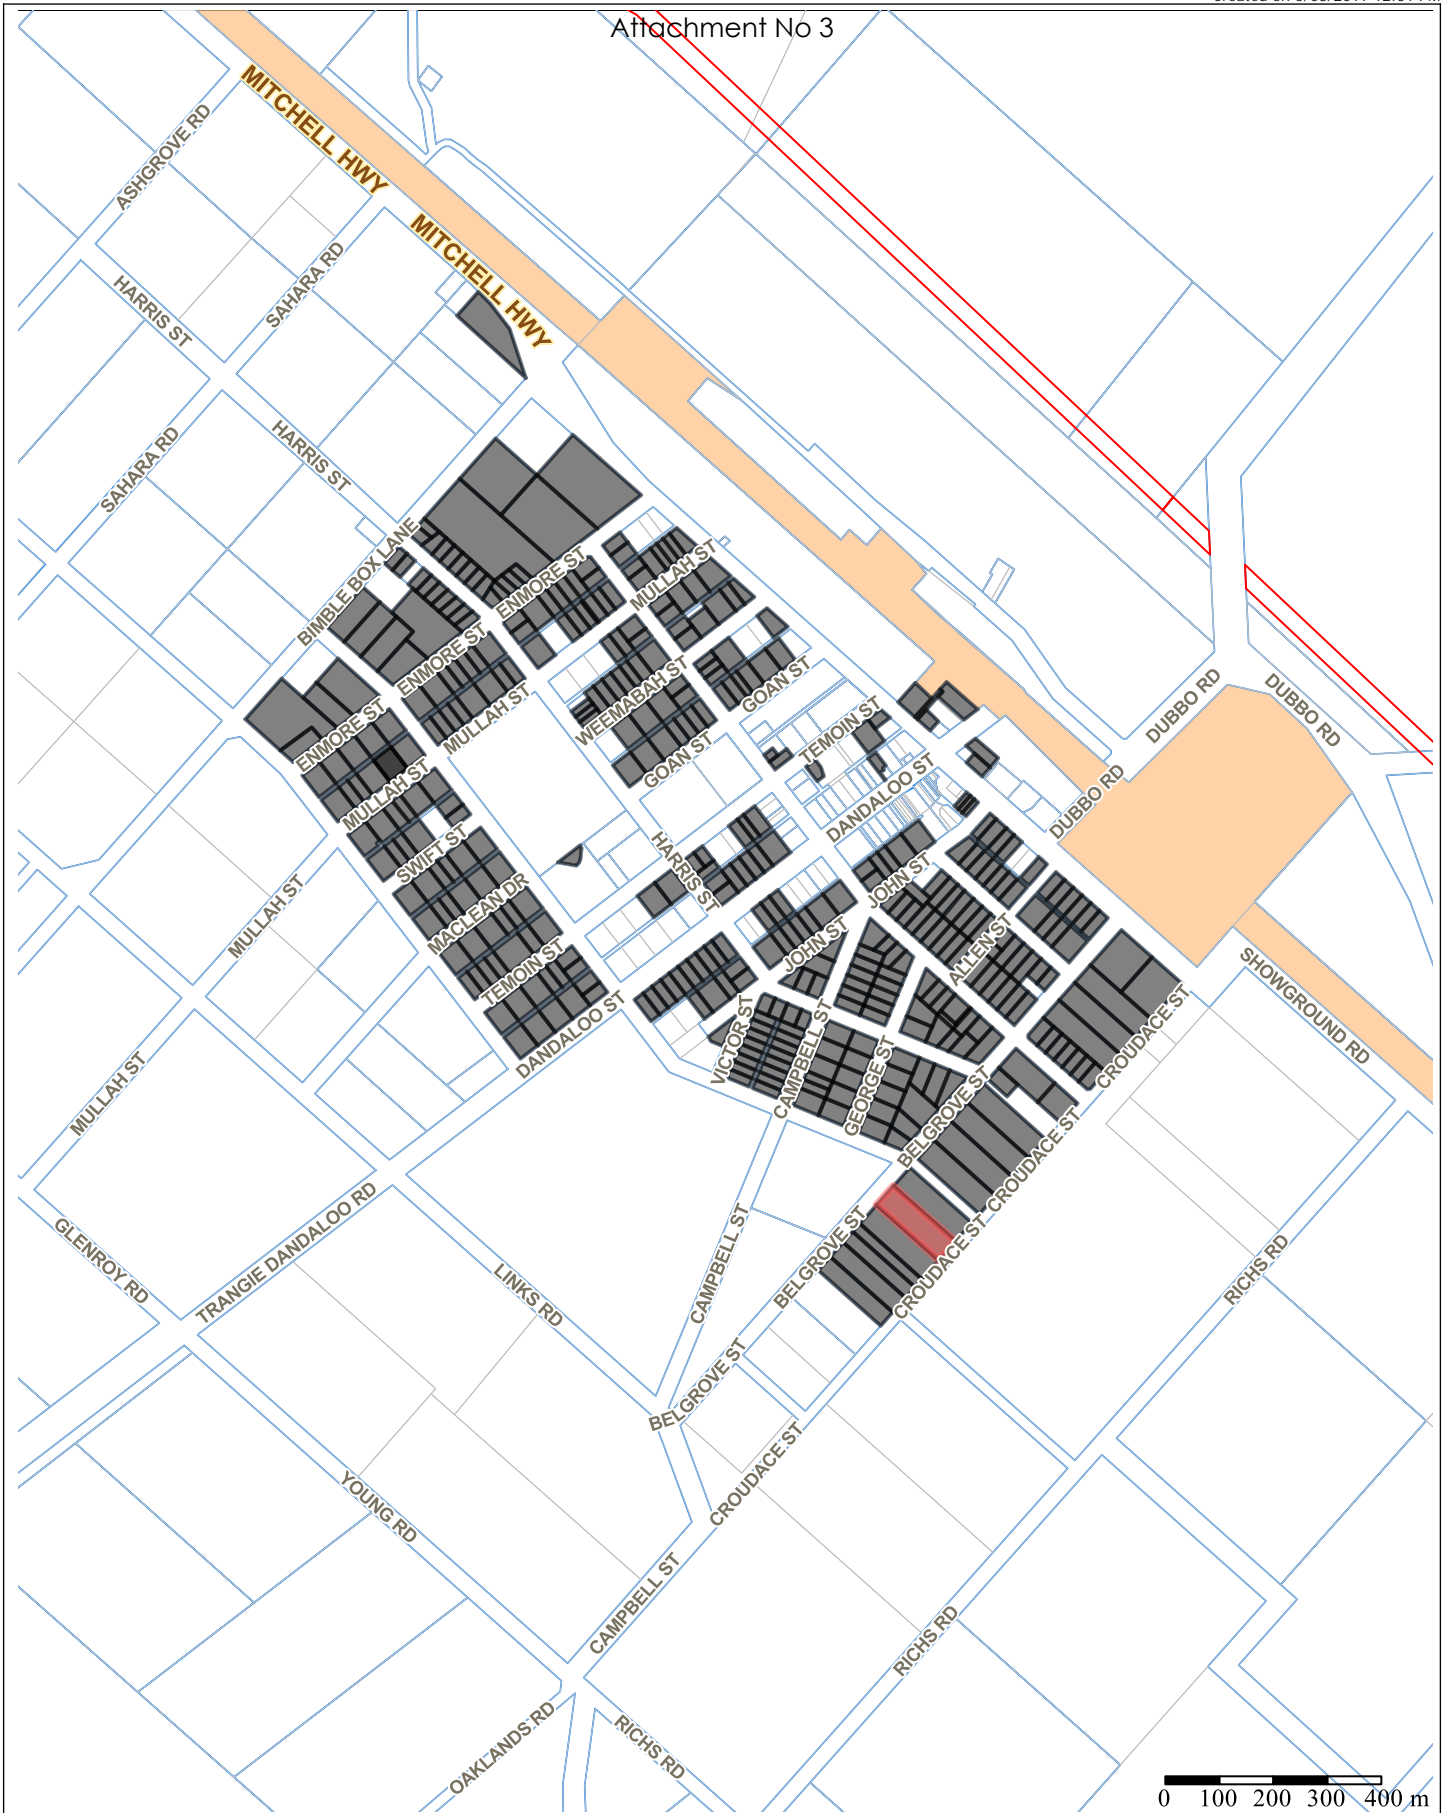 Attachment No 3
MITCHELL HWY
ASHGROVE RD
MITCHELL HWY
SAHARA RD
HARRIS ST
HARRIS ST
SAHARA RD
BIMBLE BOX LANE
ENMORE ST
MULLAH ST
ENMORE ST
WEEMABAH ST
GOAN ST
MULLAH ST
ENMORE ST
GOAN ST
TEMOIN ST
DUBBO RD
DUBBO RD
MULLAH ST
DANDALOO ST
DUBBO RD
SWIFT ST
HARRIS ST
JOHN ST
MACLEAN DR
MULLAH ST
TEMOIN ST
JOHN ST
ALLEN ST
DANDALOO ST
VICTOR ST
CAMPBELL ST
GEORGE ST
BELGROVE ST
CROUDACE ST
SHOWGROUND RD
MULLAH ST
CROUDACE ST
GLENROY RD
TRANGIE DANDALOO RD
LINKS RD
CAMPBELL ST
BELGROVE ST
CROUDACE ST
RICHS RD
BELGROVE ST
YOUNG RD
CROUDACE ST
CAMPBELL ST
RICHS RD
OAKLANDS RD
RICHS RD
0 100 200 300 400 m